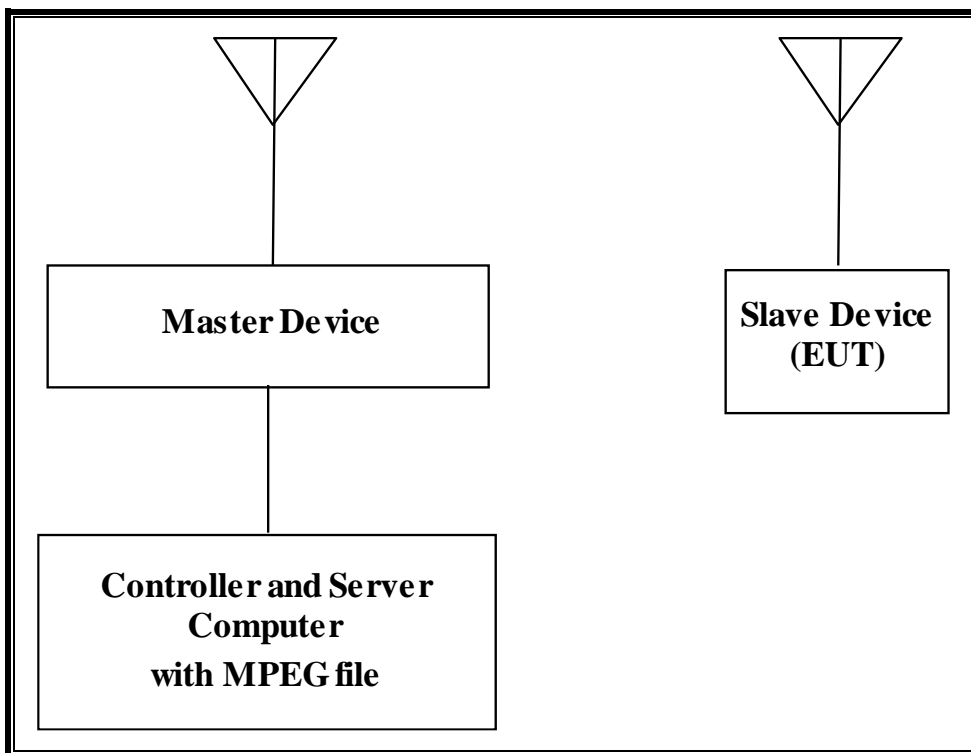 Master Device
Slave Device
(EUT)
Controller and Server
Computer
with MPEG file